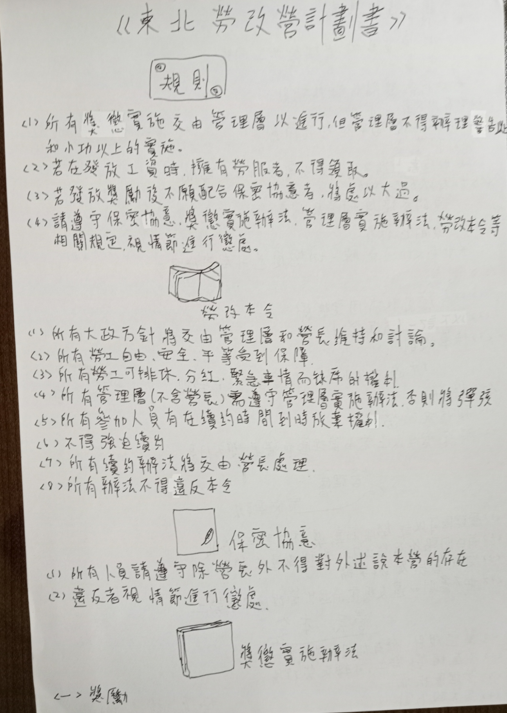 《東北勞改營計劃書》
規則
<1>所有獎懲實施交由管理層以進行,但管理層不得辦理警告
和小功以上的實施。
<2>若在發放工資時,擁有勞服者,不得領取。
<3>若發放獎勵後不願配合保密協意者,將處以大過。
<4>請遵守保密協意,獎懲實施辦法,管理層實施辦法,勞改本令等
相關規定,視情節進行懲處。
勞改本令
<1>所有大政方針將交由管理層和營長維持和討論。
<2>所有勞工自由、安全、平等受到保障.
<3>所有勞工可排休、分紅、緊急事情而缺席的權利
<4>所有管理層(不含營長)需遵守管理層實施辦法,否則將彈孩
<5>所有參加人員有在續約時間到時放棄權利.
<6>不得強迫續約
<7>所有續約辦法將交由營長處理.
<8>所有辦法不得違反本令
保密協意
<1>所有人員請遵守除營長外不得對外述說本營的存在
<2>違反者視情節進行懲處.
獎懲實施辦法
<一>獎勵